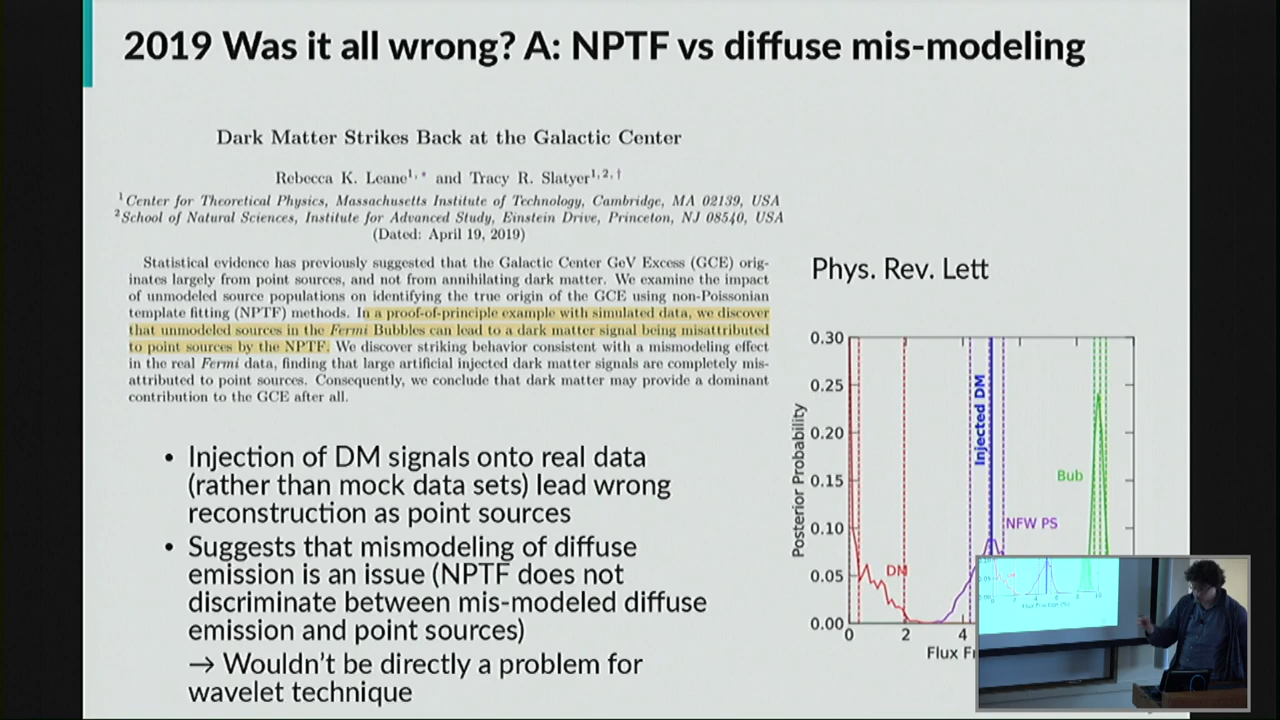 2019 Was it all wrong? A: NPTF vs diffuse mis-modeling
Dark Matter Strikes Back at the Galactic Center
Rebecca K. Leane1, * and Tracy R. Slatyer1, 2, †
1Center for Theoretical Physics, Massachusetts Institute of Technology, Cambridge, MA 02139, USA
2School of Natural Sciences, Institute for Advanced Study, Einstein Drive, Princeton, NJ 08540, USA
(Dated: April 19, 2019)
Statistical evidence has previously suggested that the Galactic Center GeV Excess (GCE) orig-
inates largely from point sources, and not from annihilating dark matter. We examine the impact
of unmodeled source populations on identifying the true origin of the GCE using non-Poissonian
template fitting (NPTF) methods. In a proof-of-principle example with simulated data, we discover
that unmodeled sources in the Fermi Bubbles can lead to a dark matter signal being misattributed
to point sources by the NPTF. We discover striking behavior consistent with a mismodeling effect
in the real Fermi data, finding that large artificial injected dark matter signals are completely mis-
attributed to point sources. Consequently, we conclude that dark matter may provide a dominant
contribution to the GCE after all.
Phys. Rev. Lett
• Injection of DM signals onto real data
(rather than mock data sets) lead wrong
reconstruction as point sources
• Suggests that mismodeling of diffuse
emission is an issue (NPTF does not
discriminate between mis-modeled diffuse
emission and point sources)
→ Wouldn't be directly a problem for
wavelet technique
0.30
0.25
0.20
0.15
0.10
0.05
0.00
Posterior Probability
Injected DM
Bub
NFW PS
DM
0 2 4
Flux